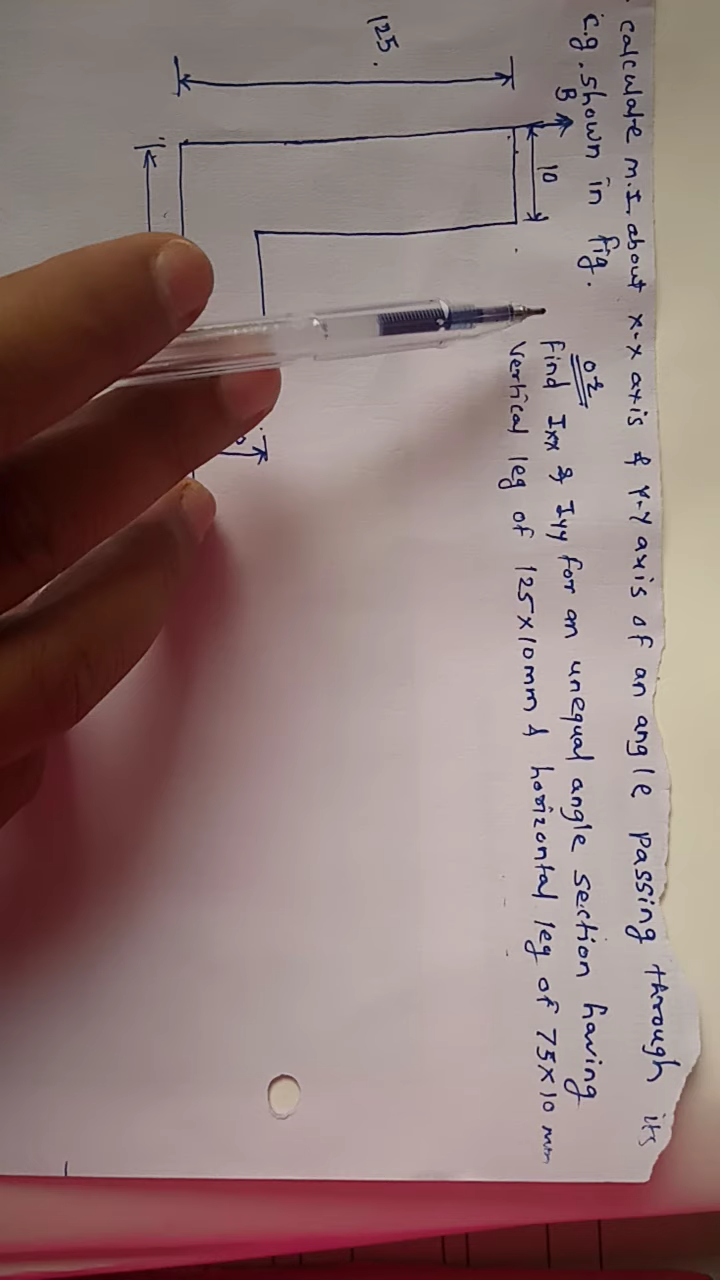 calculate m.I. about x-x axis & Y-Y axis of an angle passing through its
c.g. shown in fig.
or
Find Ixx & Iyy for an unequal angle section having
vertical leg of 125x10mm & horizontal leg of 75x10 mm
B
10
125